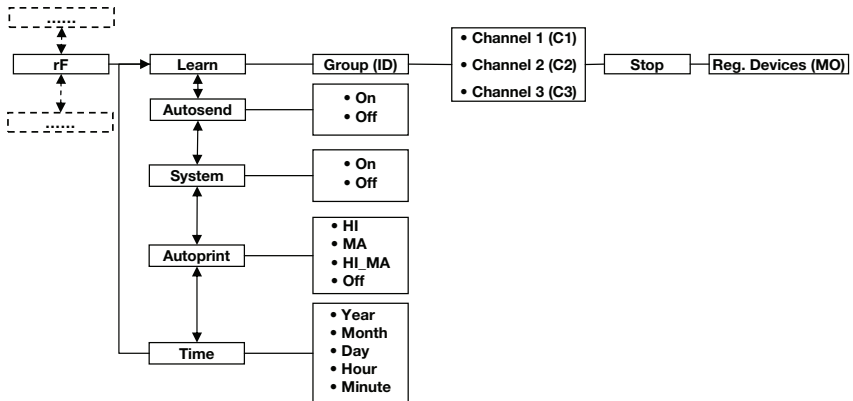 ......
rF
......
Learn
Group (ID)
• Channel 1 (C1)
• Channel 2 (C2)
• Channel 3 (C3)
Stop
Reg. Devices (MO)
Autosend
• On
• Off
System
• On
• Off
Autoprint
• HI
• MA
• HI_MA
• Off
Time
• Year
• Month
• Day
• Hour
• Minute